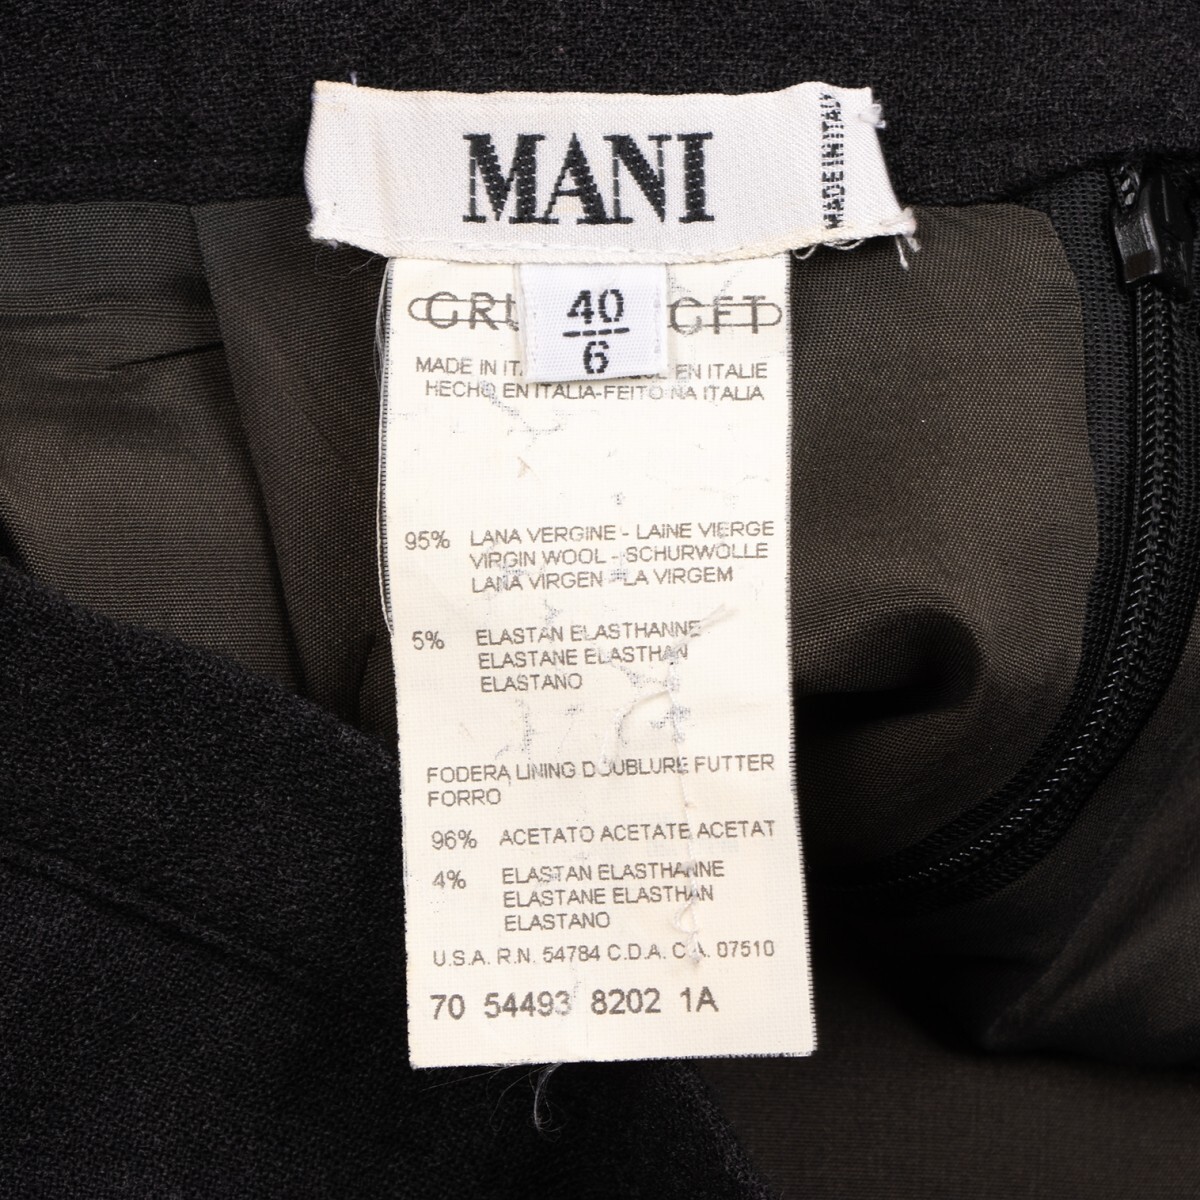 MANI
MADE IN ITALY
GFT
40
6
MADE IN EN ITALIE
HECHO EN ITALIA-FEITO NA ITALIA
95% LANA VERGINE - LAINE VIERGE
VIRGIN WOOL - SCHURWOLLE
LANA VIRGEN - LA VIRGEM
5% ELASTAN ELASTHANNE
ELASTANE ELASTHAN
ELASTANO
FODERA LINING DOUBLURE FUTTER
FORRO
96% ACETATO ACETATE ACETAT
4% ELASTAN ELASTHANNE
ELASTANE ELASTHAN
ELASTANO
U.S.A. R.N. 54784 C.D.A. CA. 07510
70 54493 8202 1A